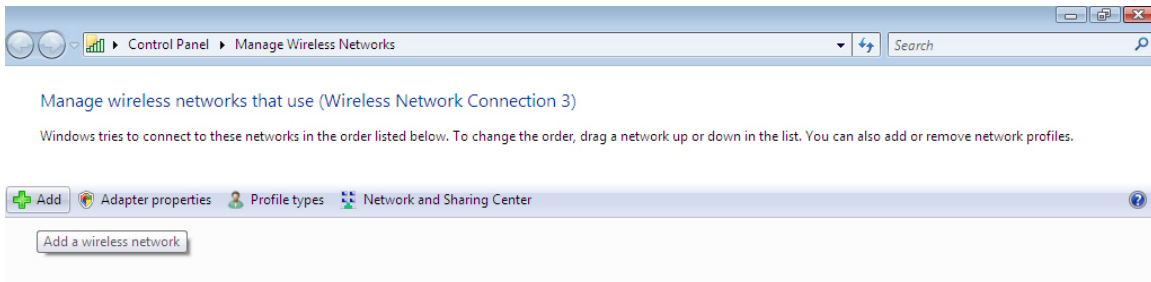 Control Panel ▸ Manage Wireless Networks
Search
Manage wireless networks that use (Wireless Network Connection 3)
Windows tries to connect to these networks in the order listed below. To change the order, drag a network up or down in the list. You can also add or remove network profiles.
Add Adapter properties Profile types Network and Sharing Center
Add a wireless network